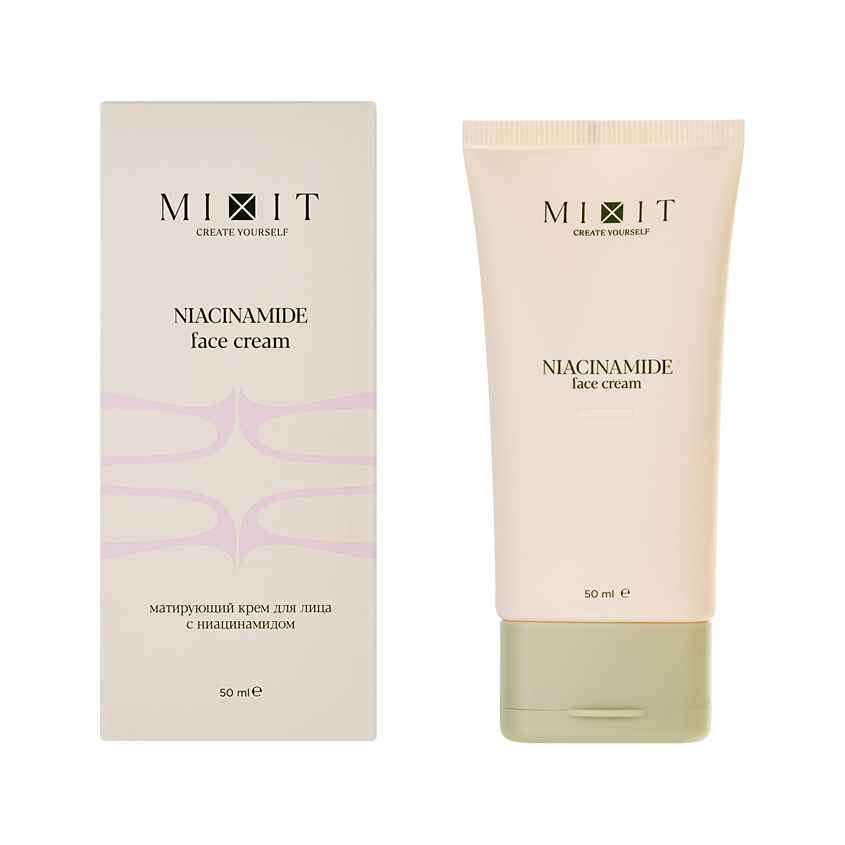 MIXIT
CREATE YOURSELF
NIACINAMIDE
face cream
матирующий крем для лица
с ниацинамидом
50 ml e
MIXIT
CREATE YOURSELF
NIACINAMIDE
face cream
50 ml e